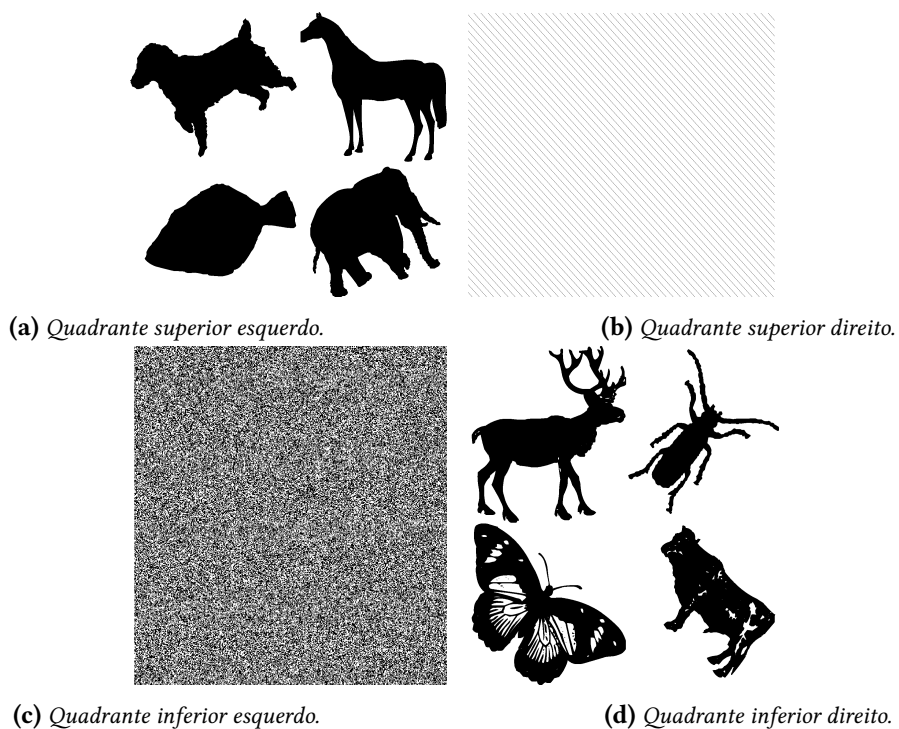 (a) Quadrante superior esquerdo.
(b) Quadrante superior direito.
(c) Quadrante inferior esquerdo.
(d) Quadrante inferior direito.